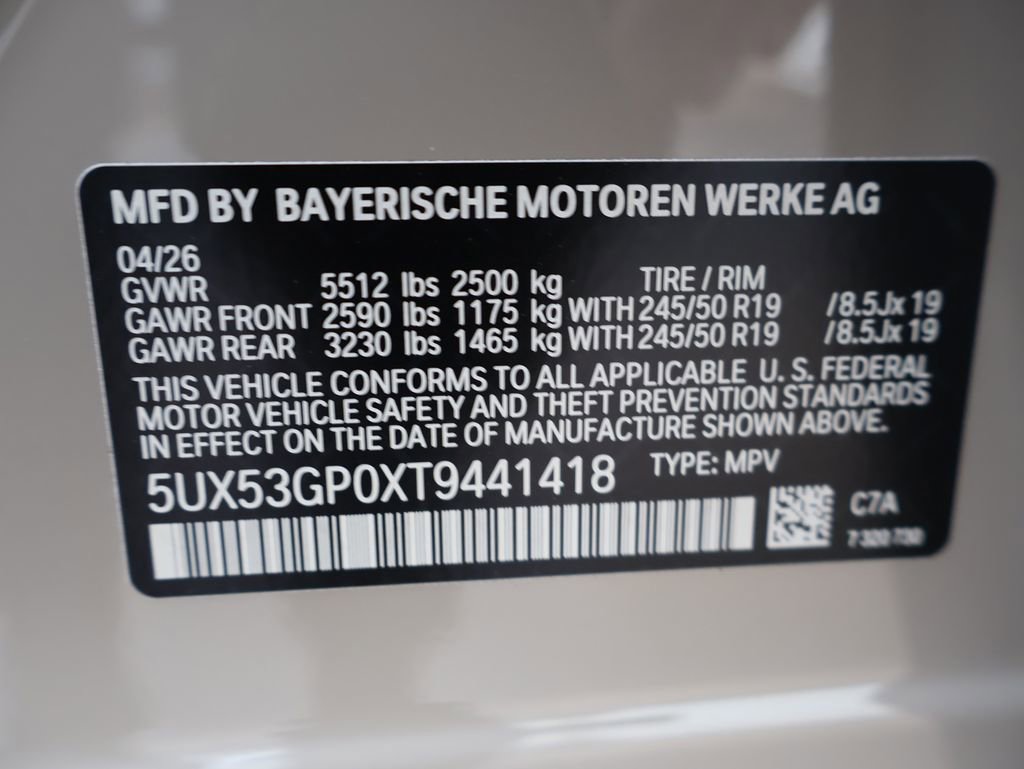 MFD BY BAYERISCHE MOTOREN WERKE AG
04/26
GVWR 5512 lbs 2500 kg TIRE / RIM
GAWR FRONT 2590 lbs 1175 kg WITH 245/50 R19 /8.5Jx 19
GAWR REAR 3230 lbs 1465 kg WITH 245/50 R19 /8.5Jx 19
THIS VEHICLE CONFORMS TO ALL APPLICABLE U. S. FEDERAL
MOTOR VEHICLE SAFETY AND THEFT PREVENTION STANDARDS
IN EFFECT ON THE DATE OF MANUFACTURE SHOWN ABOVE.
5UX53GP0XT9441418 TYPE: MPV
C7A
7 320 730